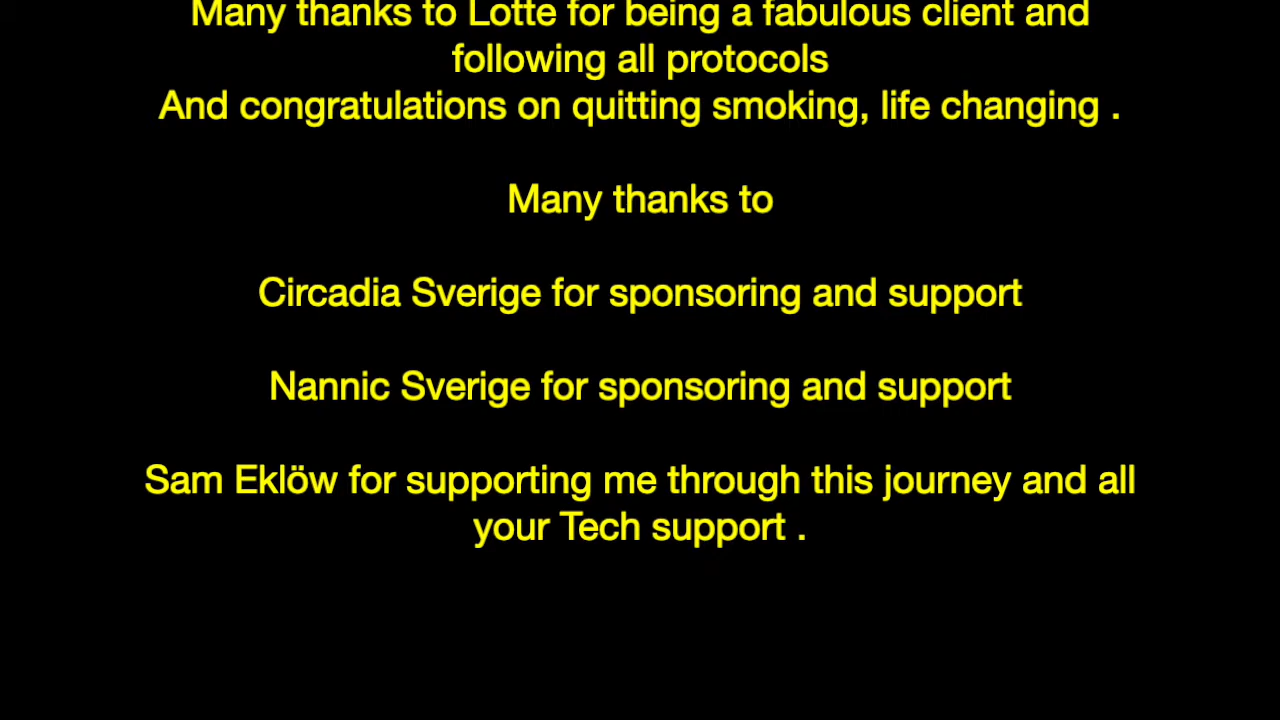 Many thanks to Lotte for being a fabulous client and
following all protocols
And congratulations on quitting smoking, life changing .
Many thanks to
Circadia Sverige for sponsoring and support
Nannic Sverige for sponsoring and support
Sam Eklöw for supporting me through this journey and all
your Tech support .